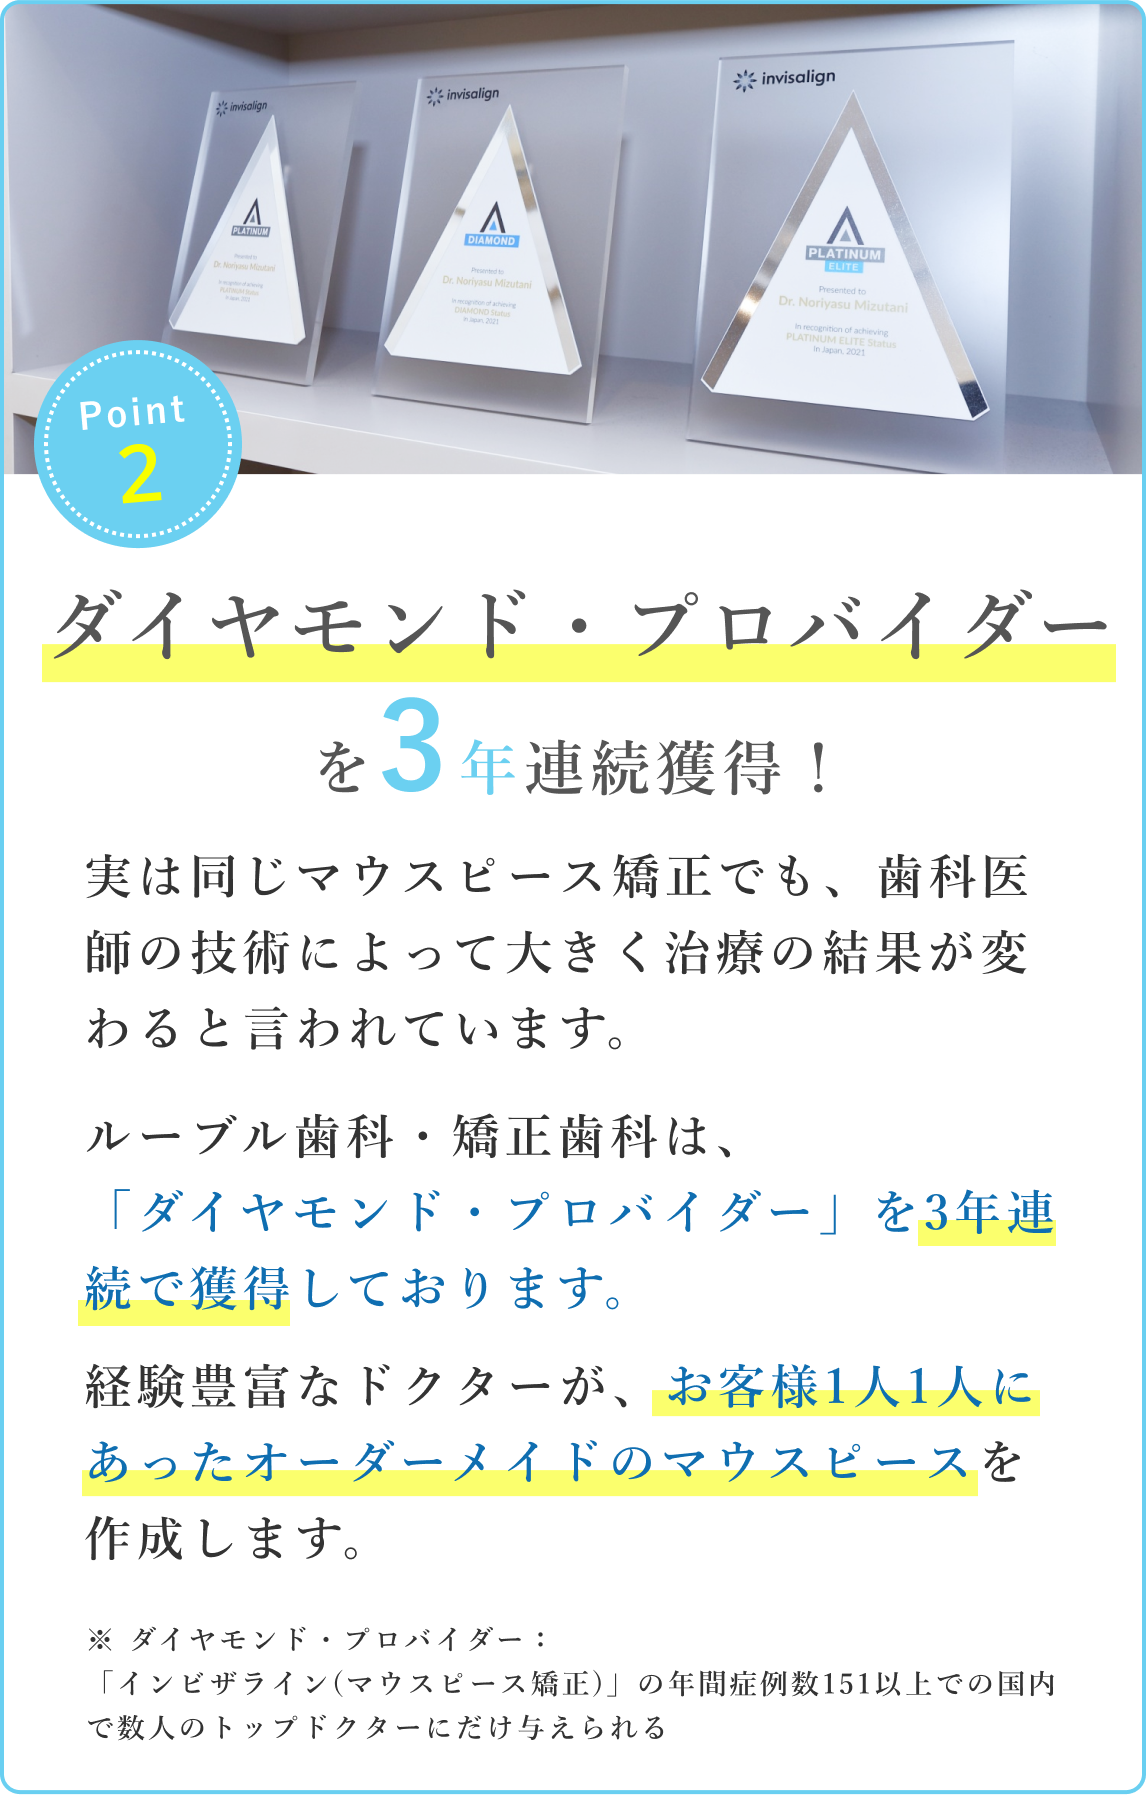 invisalign
PLATINUM
Presented to
Dr. Noriyasu Mizutani
In recognition of achieving
PLATINUM Status
in Japan, 2021
invisalign
DIAMOND
Presented to
Dr. Noriyasu Mizutani
In recognition of achieving
DIAMOND Status
in Japan, 2021
invisalign
PLATINUM
ELITE
Presented to
Dr. Noriyasu Mizutani
In recognition of achieving
PLATINUM ELITE Status
in Japan, 2021
Point
2
ダイヤモンド・プロバイダー
を3年連続獲得！
実は同じマウスピース矯正でも、歯科医
師の技術によって大きく治療の結果が変
わると言われています。
ルーブル歯科・矯正歯科は、
「ダイヤモンド・プロバイダー」を3年連
続で獲得しております。
経験豊富なドクターが、お客様1人1人に
あったオーダーメイドのマウスピースを
作成します。
※ ダイヤモンド・プロバイダー：
「インビザライン(マウスピース矯正)」の年間症例数151以上での国内
で数人のトップドクターにだけ与えられる